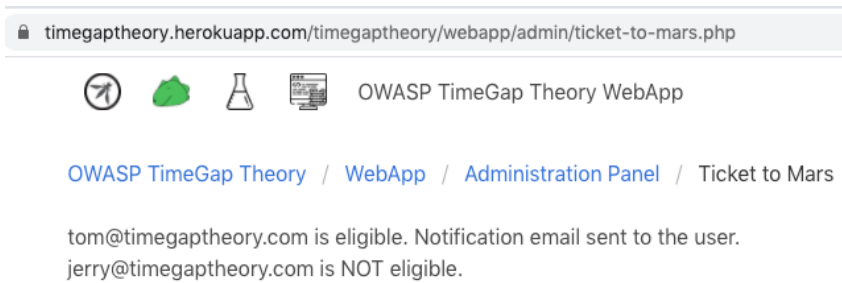 timegaptheory.herokuapp.com/timegaptheory/webapp/admin/ticket-to-mars.php
OWASP TimeGap Theory WebApp
OWASP TimeGap Theory / WebApp / Administration Panel / Ticket to Mars
tom@timegaptheory.com is eligible. Notification email sent to the user.
jerry@timegaptheory.com is NOT eligible.